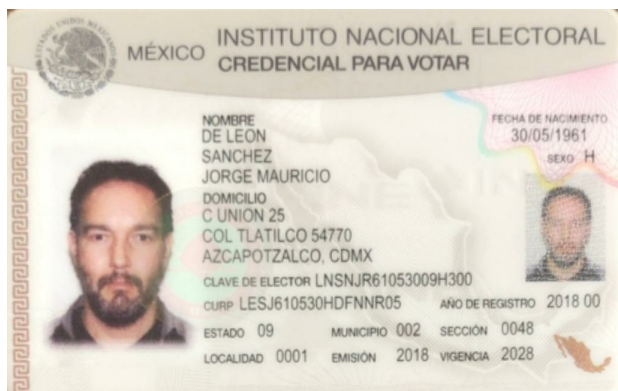 MÉXICO INSTITUTO NACIONAL ELECTORAL
CREDENCIAL PARA VOTAR
NOMBRE
DE LEON
SANCHEZ
JORGE MAURICIO
FECHA DE NACIMIENTO
30/05/1961
SEXO H
DOMICILIO
C UNION 25
COL TLATILCO 54770
AZCAPOTZALCO, CDMX
CLAVE DE ELECTOR LNSNJR61053009H300
CURP LESJ610530HDFNNR05 AÑO DE REGISTRO 2018 00
ESTADO 09 MUNICIPIO 002 SECCIÓN 0048
LOCALIDAD 0001 EMISIÓN 2018 VIGENCIA 2028